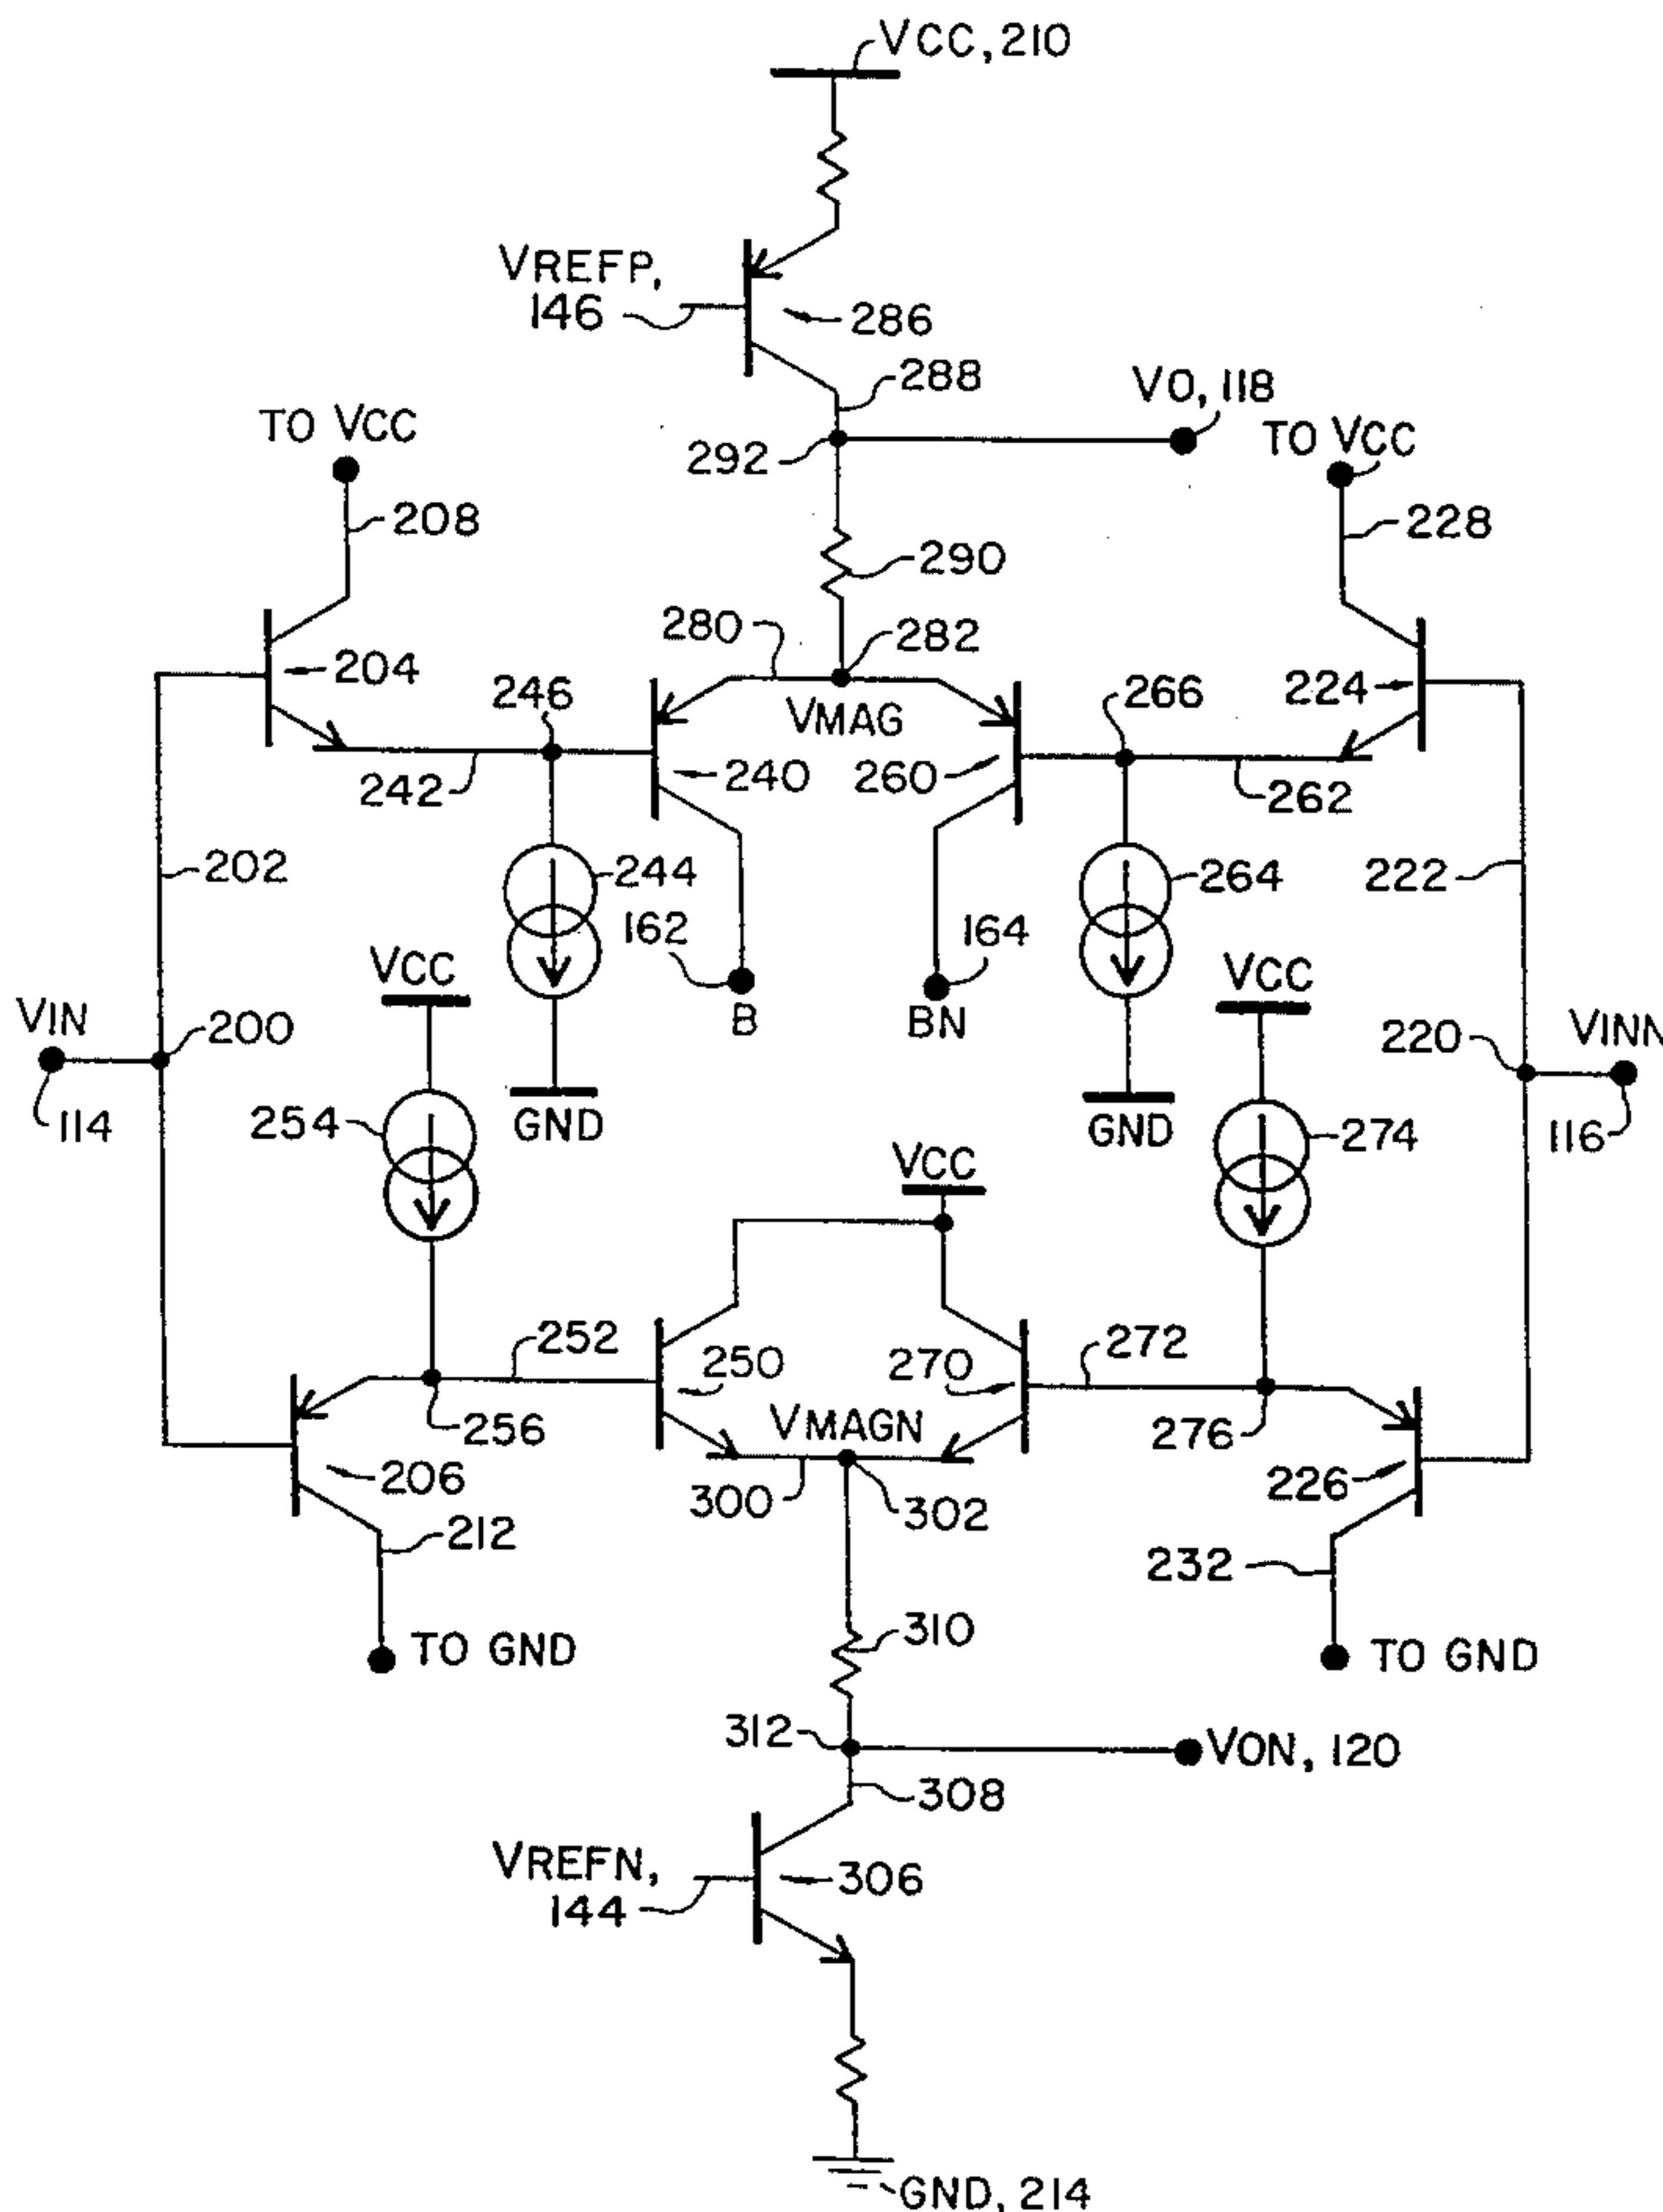 VCC, 210
VREFP,
146
286
288
VO, 118
TO VCC
292
TO VCC
208
228
290
280
282
204
246
266
224
VMAG
242
240
260
262
202
244
264
222
162
164
VCC
VCC
B
BN
VIN
200
220
VINN
114
254
GND
GND
274
116
VCC
252
250
270
272
256
VMAGN
276
206
300
302
226
212
232
310
TO GND
TO GND
312
VON, 120
308
VREFN,
144
306
GND, 214